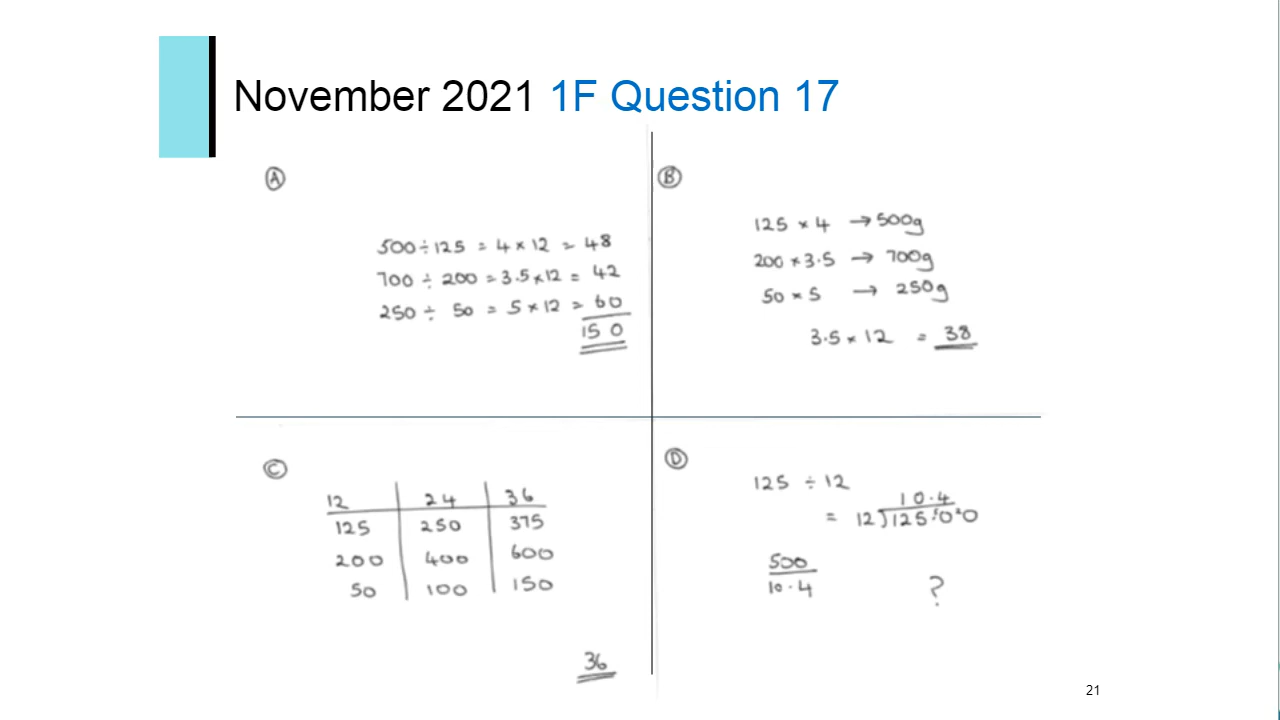 November 2021 1F Question 17
A
500 ÷ 125 = 4 × 12 = 48
700 ÷ 200 = 3.5 × 12 = 42
250 ÷ 50 = 5 × 12 = 60
150
B
125 × 4 → 500g
200 × 3.5 → 700g
50 × 5 → 250g
3.5 × 12 = 38
C
12 24 36
125 250 375
200 400 600
50 100 150
36
D
125 ÷ 12
10.4
= 12 125.⁵0²0
500
10.4
?
21